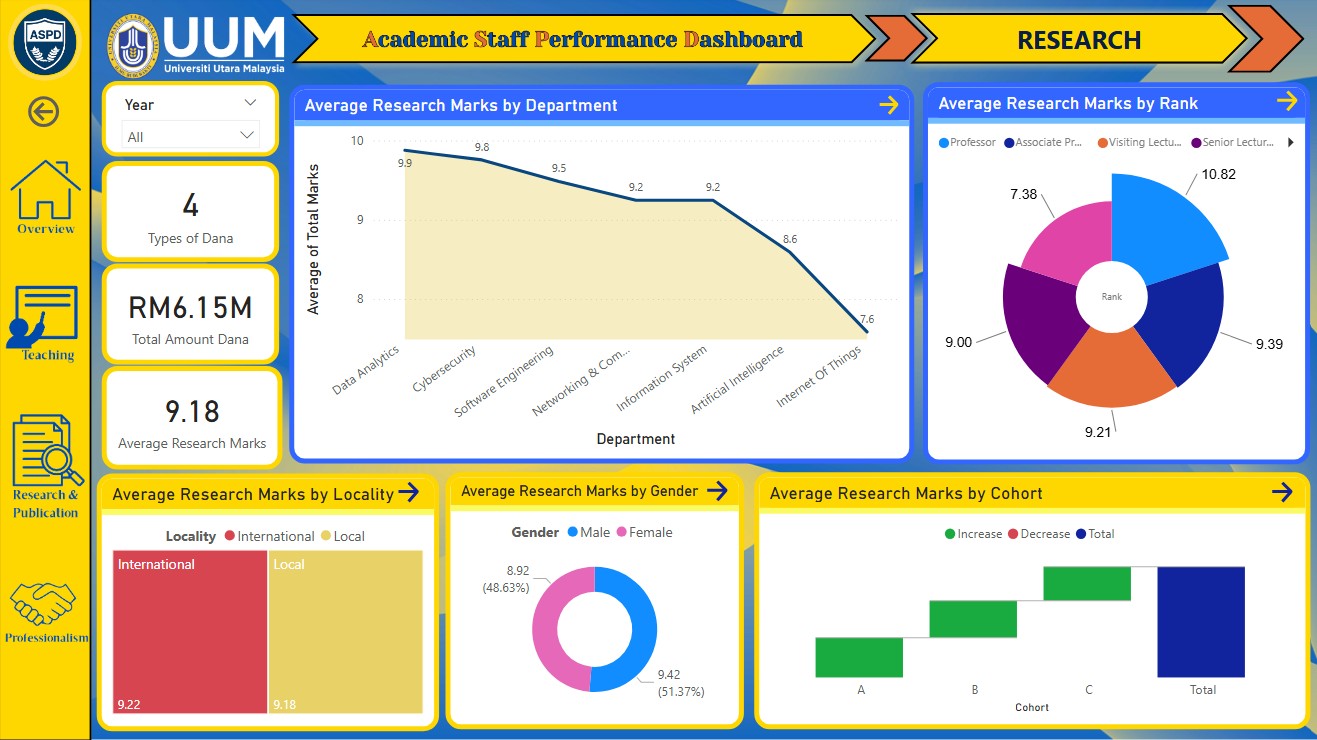 ASPD
UUM
Universiti Utara Malaysia
Academic Staff Performance Dashboard
RESEARCH
Overview
Teaching
Research &
Publication
Professionalism
Year
All
4
Types of Dana
RM6.15M
Total Amount Dana
9.18
Average Research Marks
Average Research Marks by Department
Average of Total Marks
10
9
8
9.9
9.8
9.5
9.2
9.2
8.6
7.6
Data Analytics
Cybersecurity
Software Engineering
Networking & Com...
Information System
Artificial Intelligence
Internet Of Things
Department
Average Research Marks by Rank
Professor
Associate Pr...
Visiting Lectu...
Senior Lectur...
10.82
7.38
Rank
9.00
9.39
9.21
Average Research Marks by Locality
Locality International Local
International
Local
9.22
9.18
Average Research Marks by Gender
Gender Male Female
8.92
(48.63%)
9.42
(51.37%)
Average Research Marks by Cohort
Increase Decrease Total
A
B
C
Total
Cohort